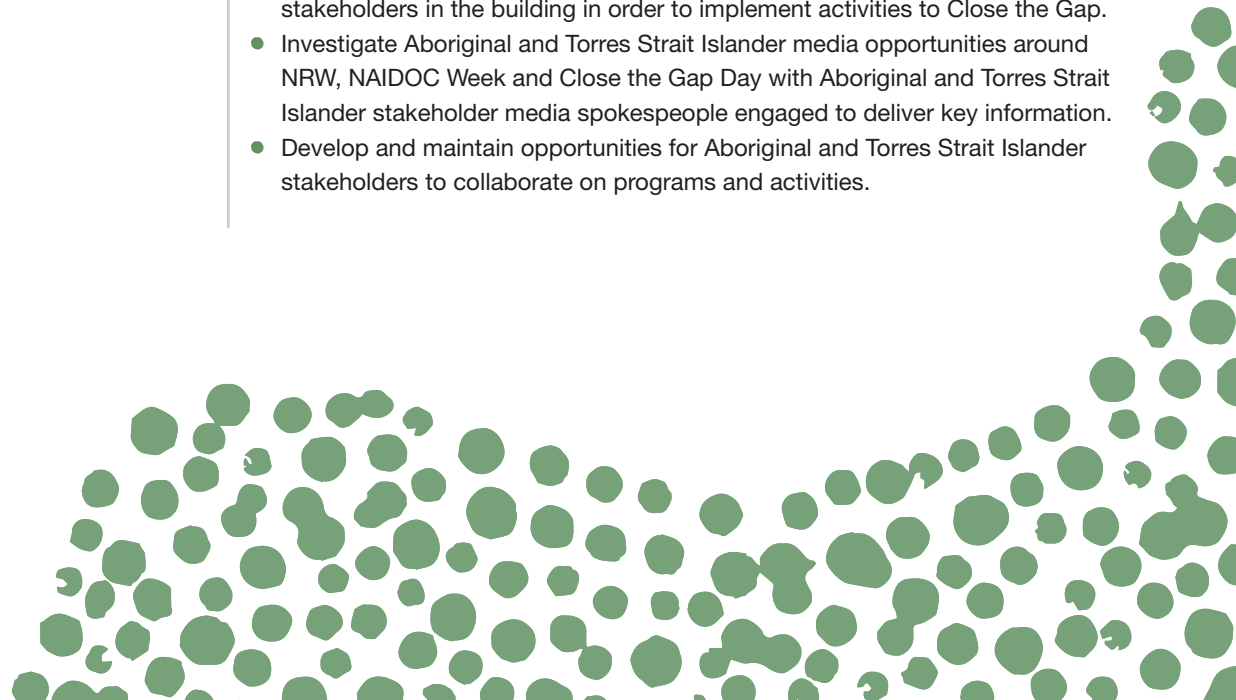 stakeholders in the building in order to implement activities to Close the Gap.
Investigate Aboriginal and Torres Strait Islander media opportunities around
NRW, NAIDOC Week and Close the Gap Day with Aboriginal and Torres Strait
Islander stakeholder media spokespeople engaged to deliver key information.
Develop and maintain opportunities for Aboriginal and Torres Strait Islander
stakeholders to collaborate on programs and activities.